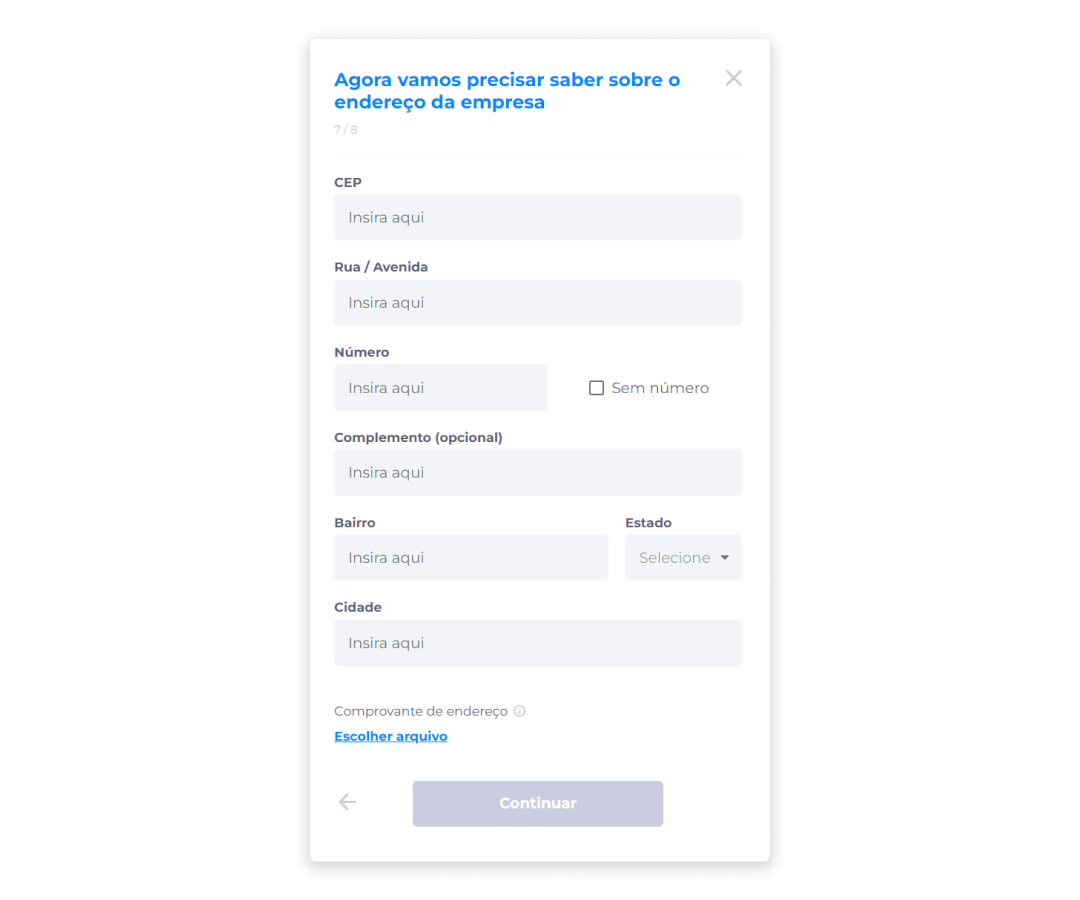 Agora vamos precisar saber sobre o
endereço da empresa
7 / 8
CEP
Insira aqui
Rua / Avenida
Insira aqui
Número
Insira aqui
Sem número
Complemento (opcional)
Insira aqui
Bairro
Estado
Insira aqui
Selecione
Cidade
Insira aqui
Comprovante de endereço
Escolher arquivo
Continuar